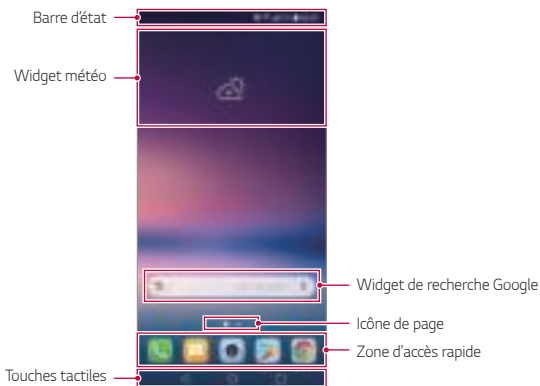 Barre d'état
Widget météo
Widget de recherche Google
Icône de page
Zone d'accès rapide
Touches tactiles